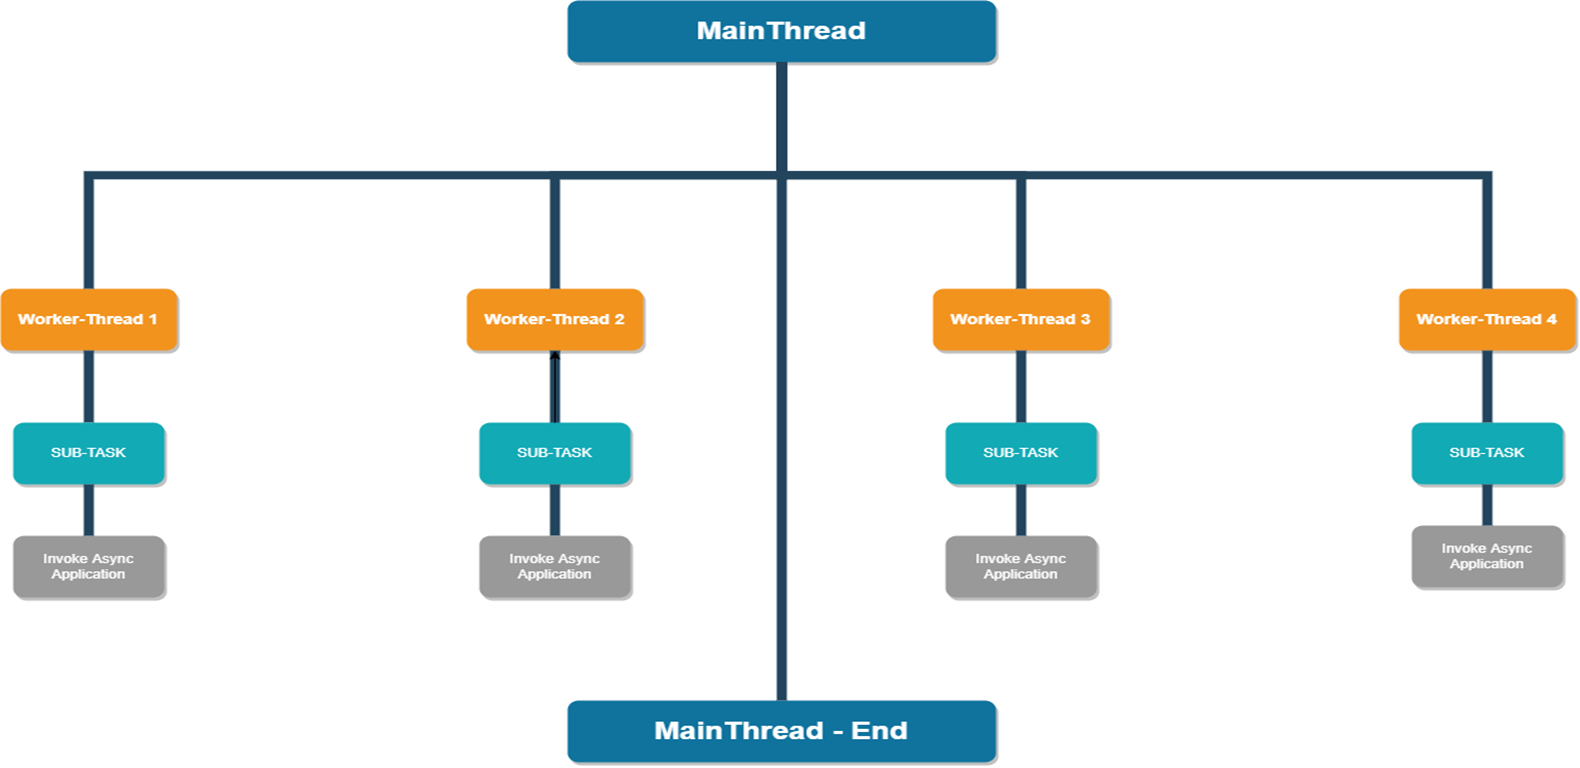 MainThread
Worker-Thread 1
Worker-Thread 2
Worker-Thread 3
Worker-Thread 4
SUB-TASK
SUB-TASK
SUB-TASK
SUB-TASK
Invoke Async
Application
Invoke Async
Application
Invoke Async
Application
Invoke Async
Application
MainThread - End